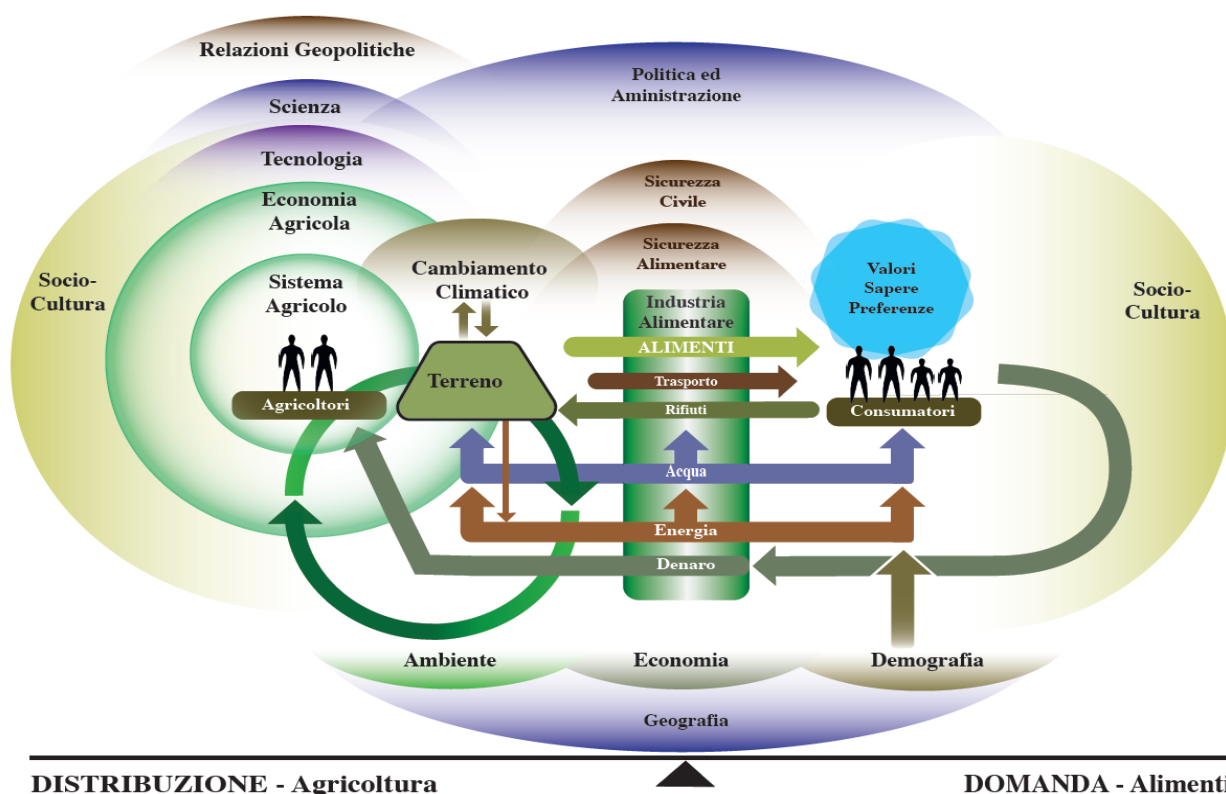 Relazioni Geopolitiche
Politica ed
Aministrazione
Scienza
Tecnologia
Economia
Agricola
Sicurezza
Civile
Sicurezza
Alimentare
Socio-
Cultura
Sistema
Agricolo
Cambiamento
Climatico
Valori
Sapere
Preferenze
Socio-
Cultura
Industria
Alimentare
ALIMENTI
Terreno
Trasporto
Agricoltori
Rifiuti
Consumatori
Acqua
Energia
Denaro
Ambiente
Economia
Demografia
Geografia
DISTRIBUZIONE - Agricoltura
DOMANDA - Alimenti